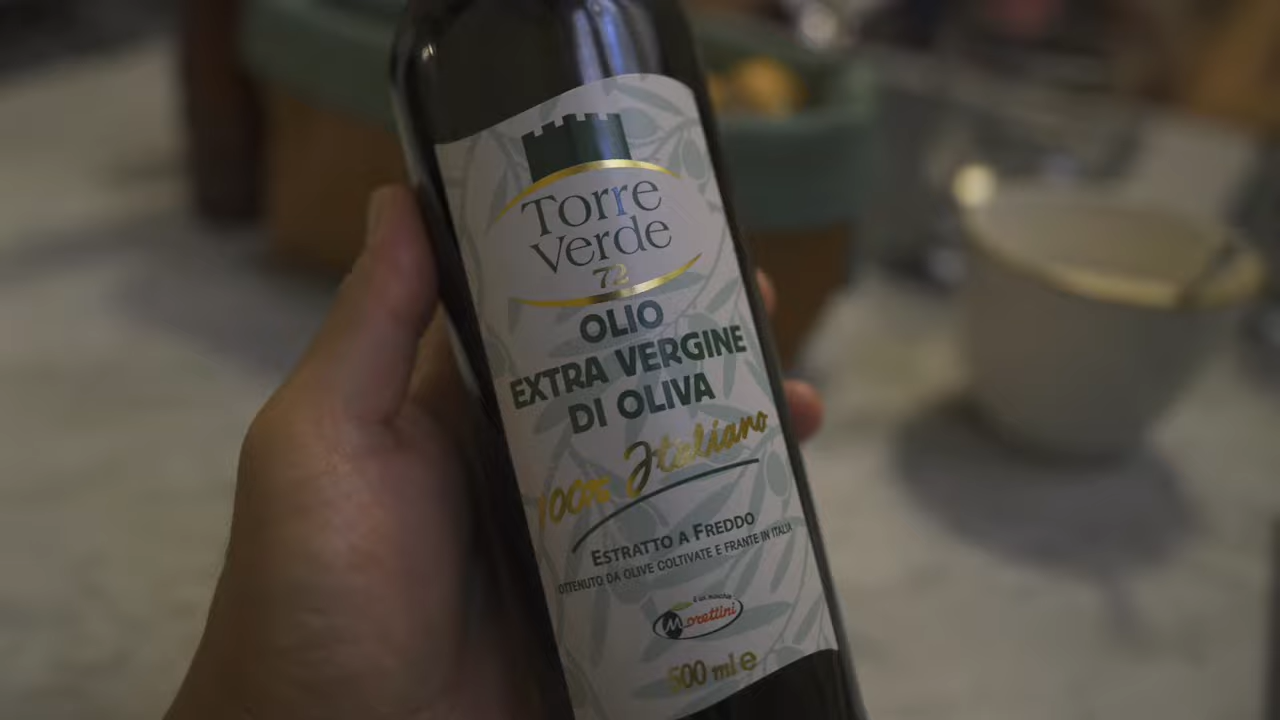 Torre
Verde
72
OLIO
EXTRA VERGINE
DI OLIVA
100% Italiano
ESTRATTO A FREDDO
OTTENUTO DA OLIVE COLTIVATE E FRANTE IN ITALIA
Morettini
500 ml e